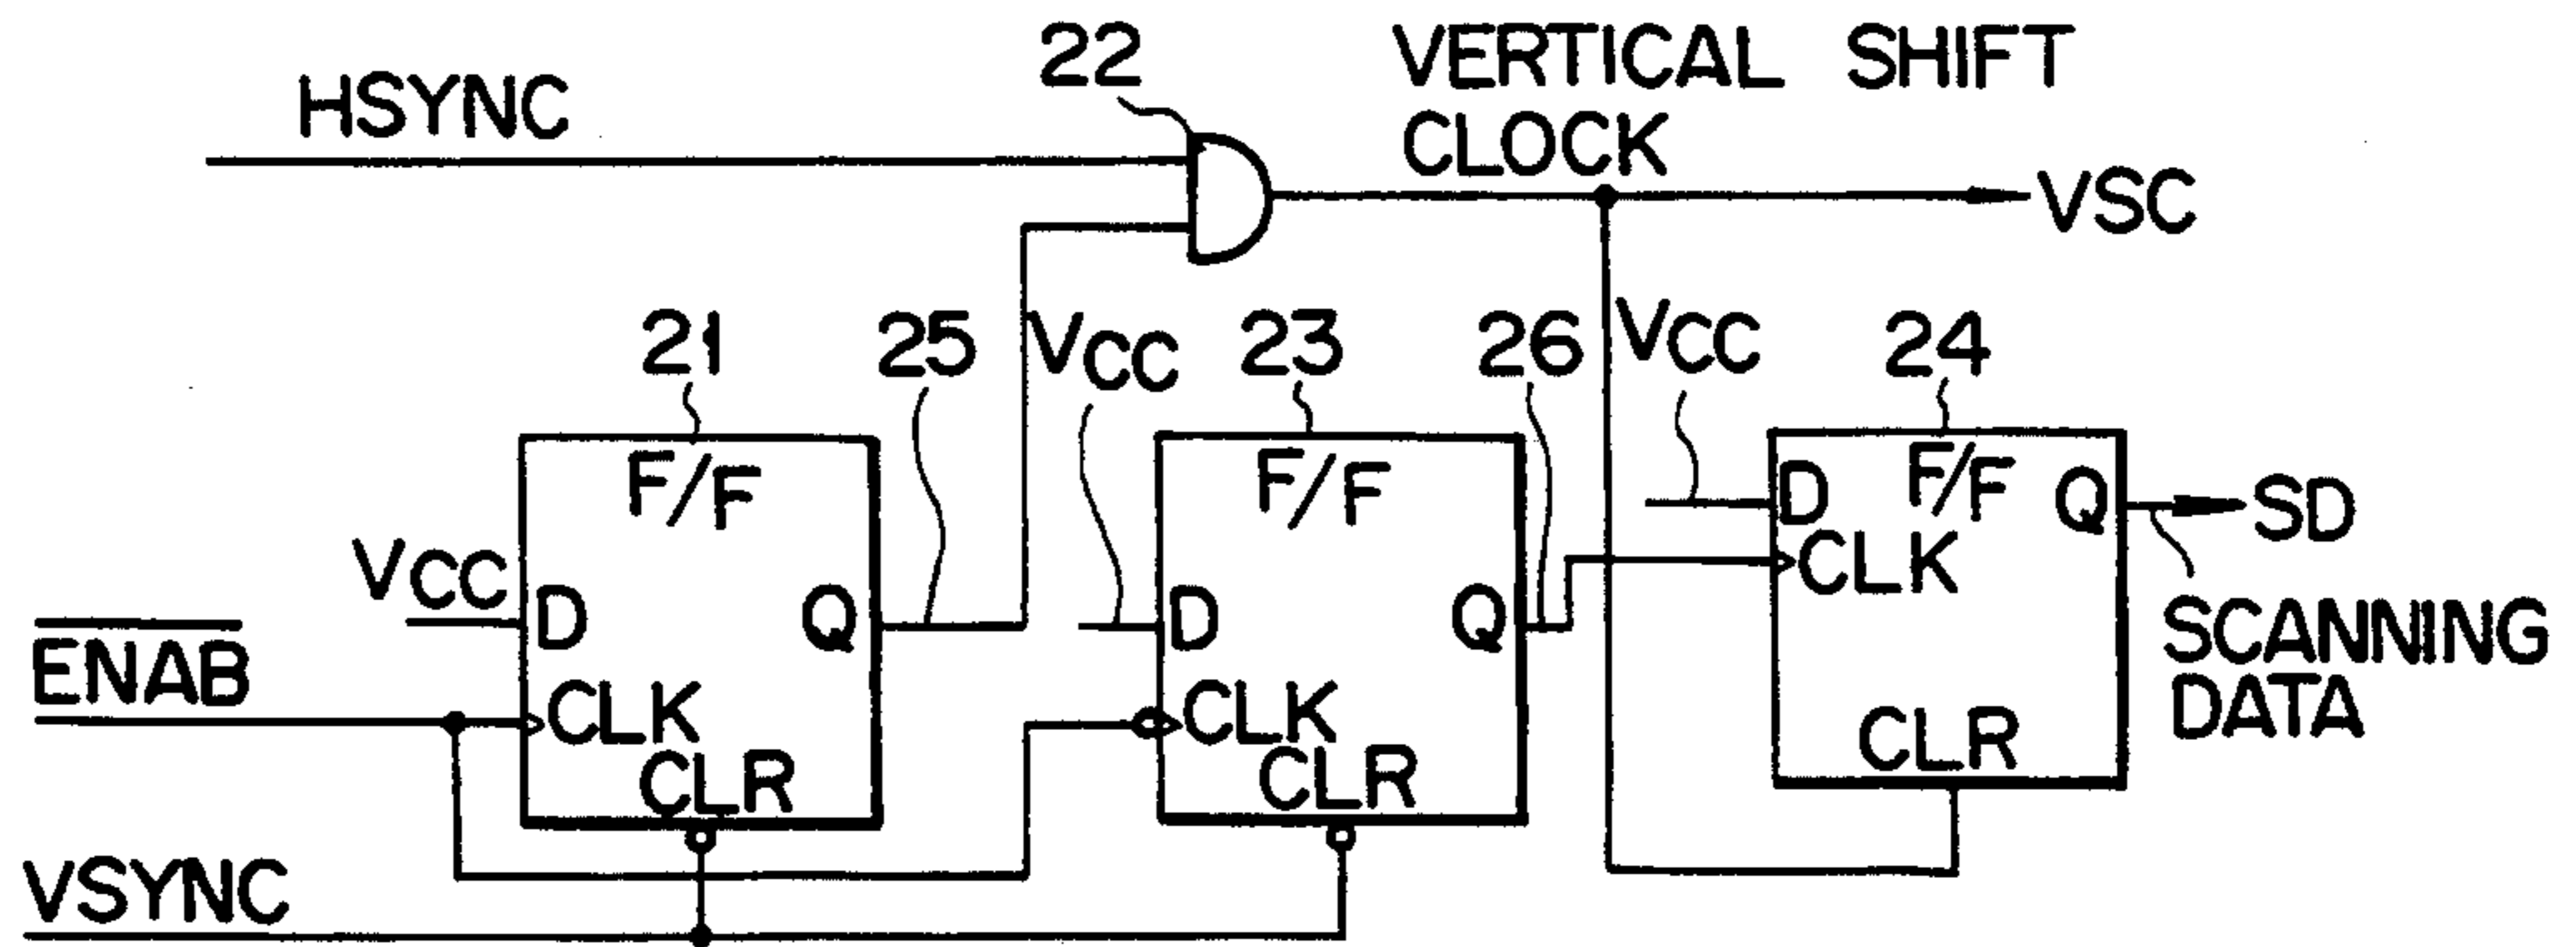 22
VERTICAL SHIFT
CLOCK
HSYNC
VSC
21
25
VCC
23
26
VCC
24
F/F
F/F
F/F
D
Q
SD
CLK
VCC
D
Q
D
Q
SCANNING
DATA
ENAB
CLK
CLR
CLK
CLR
CLR
VSYNC